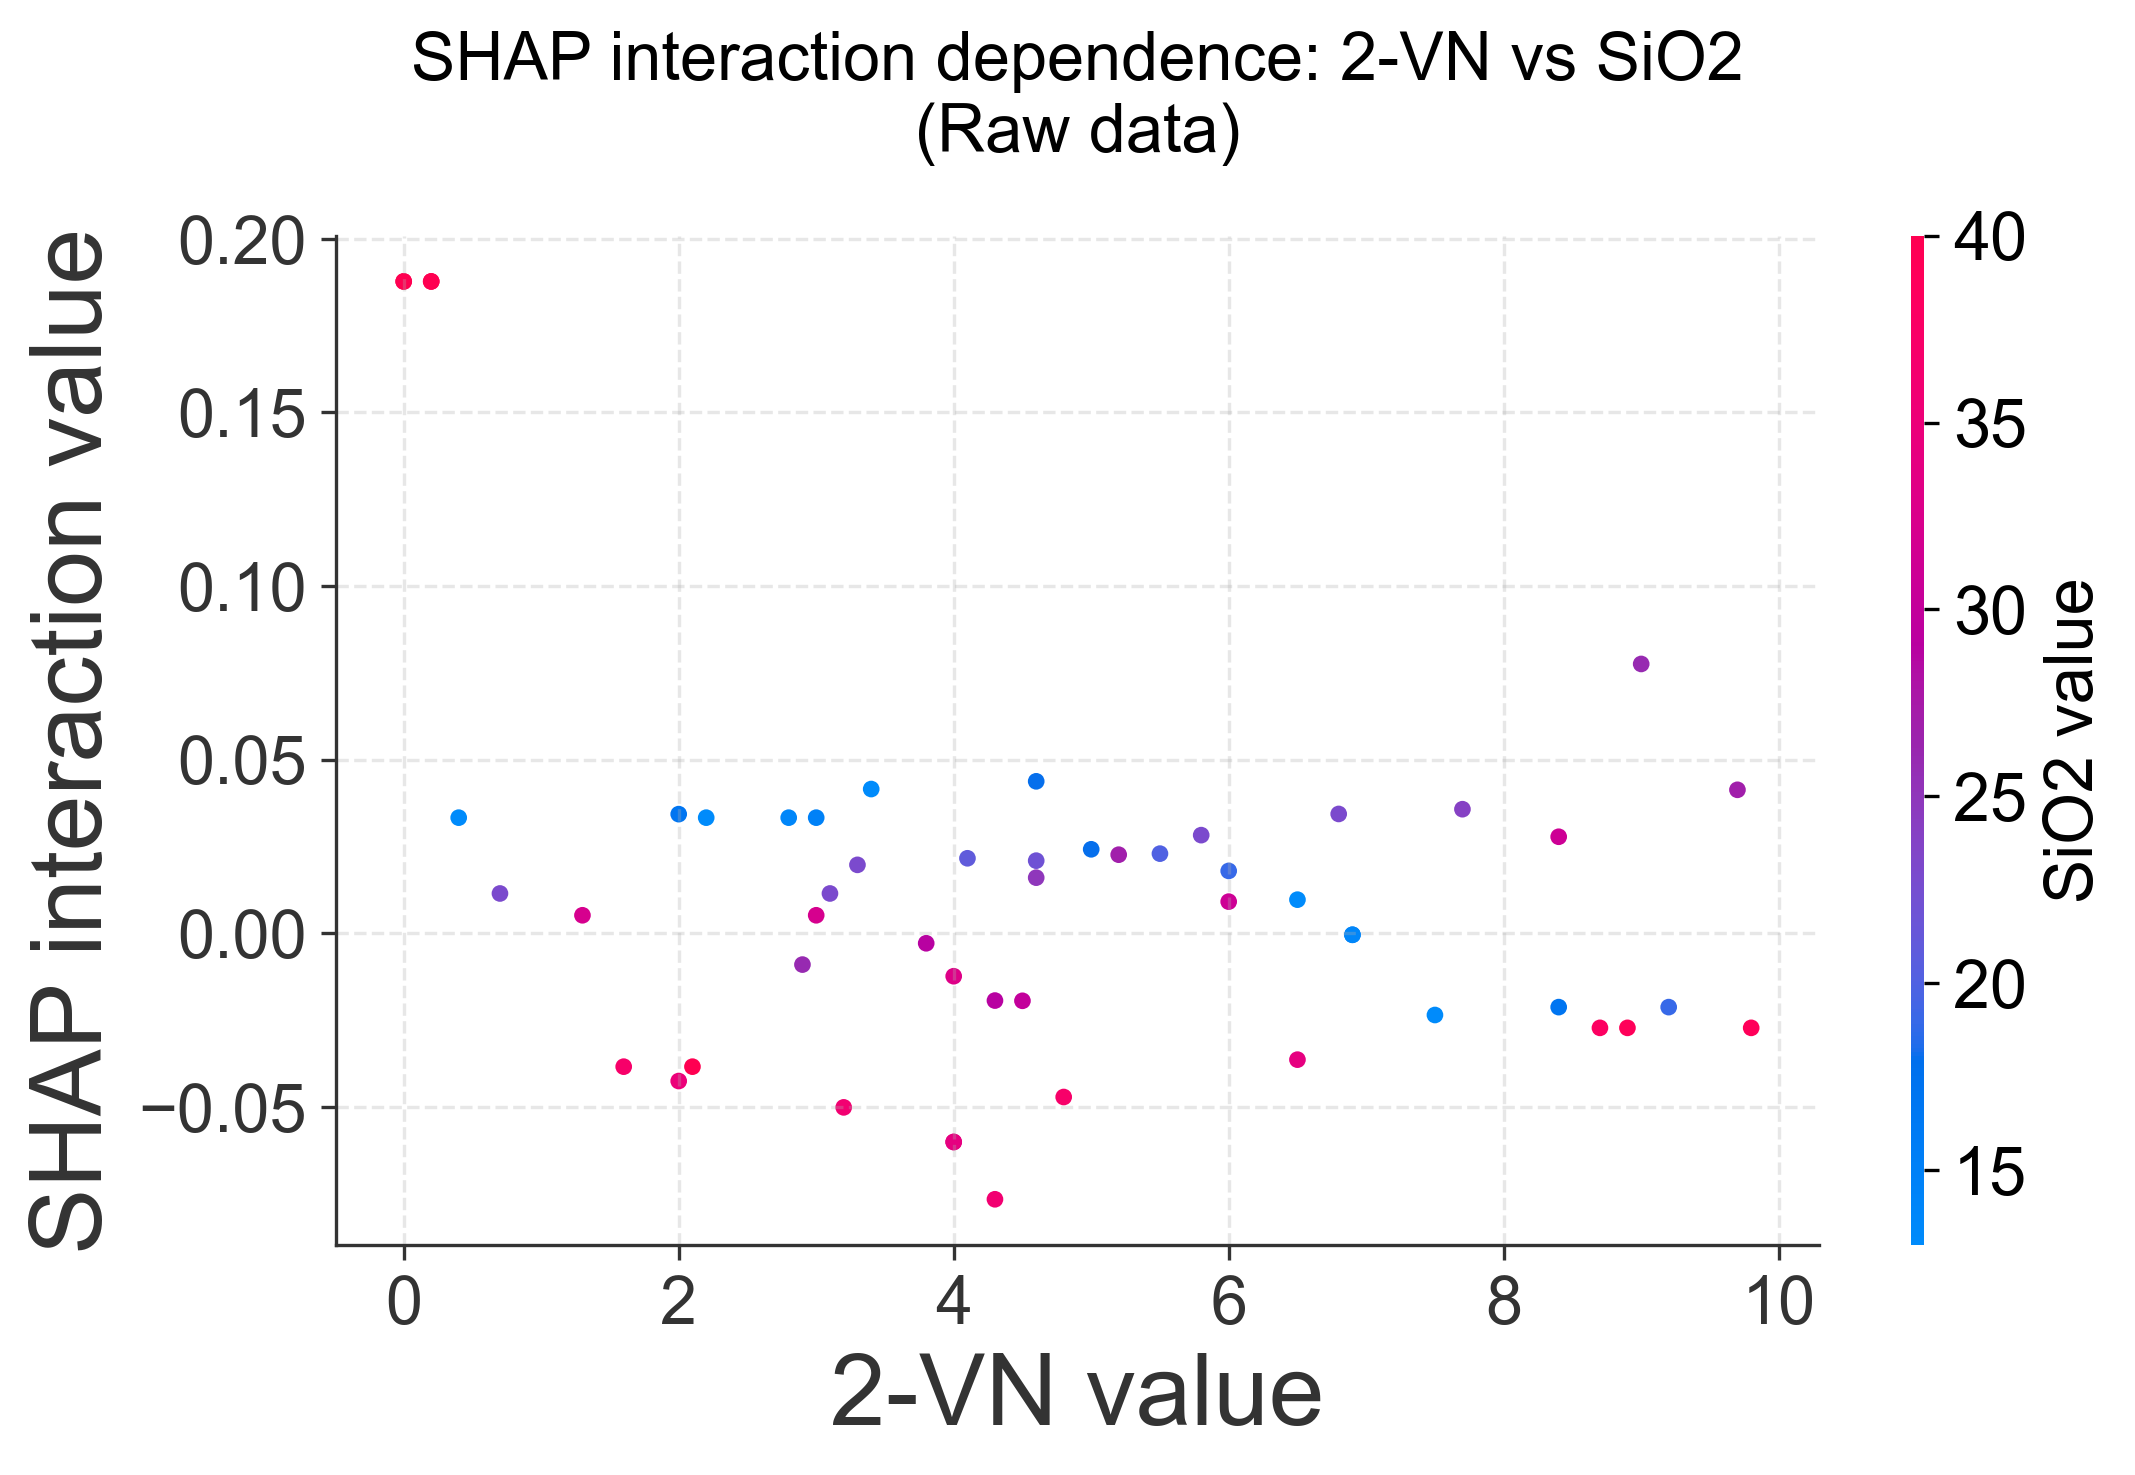 SHAP interaction dependence: 2-VN vs SiO2
(Raw data)
SHAP interaction value
0.20
0.15
0.10
0.05
0.00
−0.05
0 2 4 6 8 10
2-VN value
40
35
30
25
20
15
SiO2 value